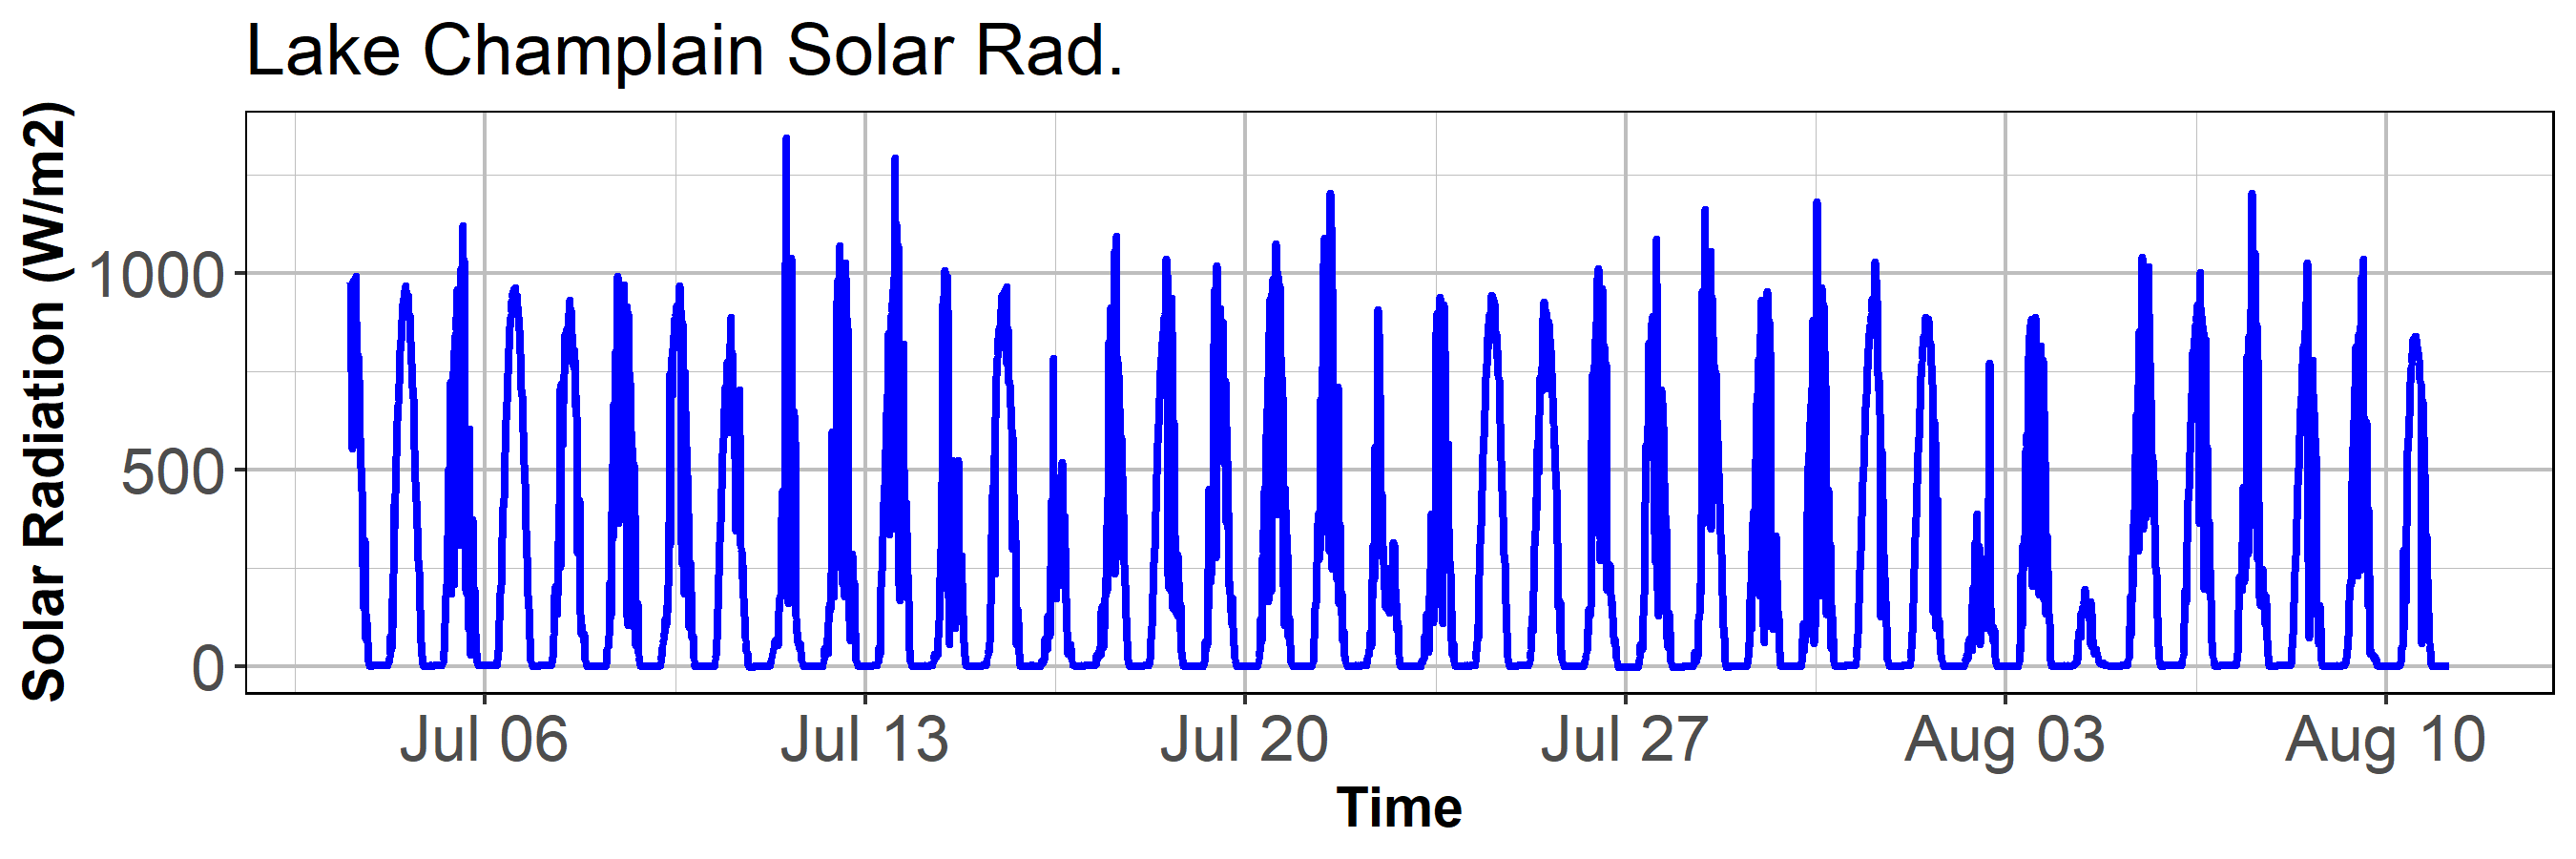 Lake Champlain Solar Rad.
Solar Radiation (W/m2)
1000
500
0
Jul 06 Jul 13 Jul 20 Jul 27 Aug 03 Aug 10
Time